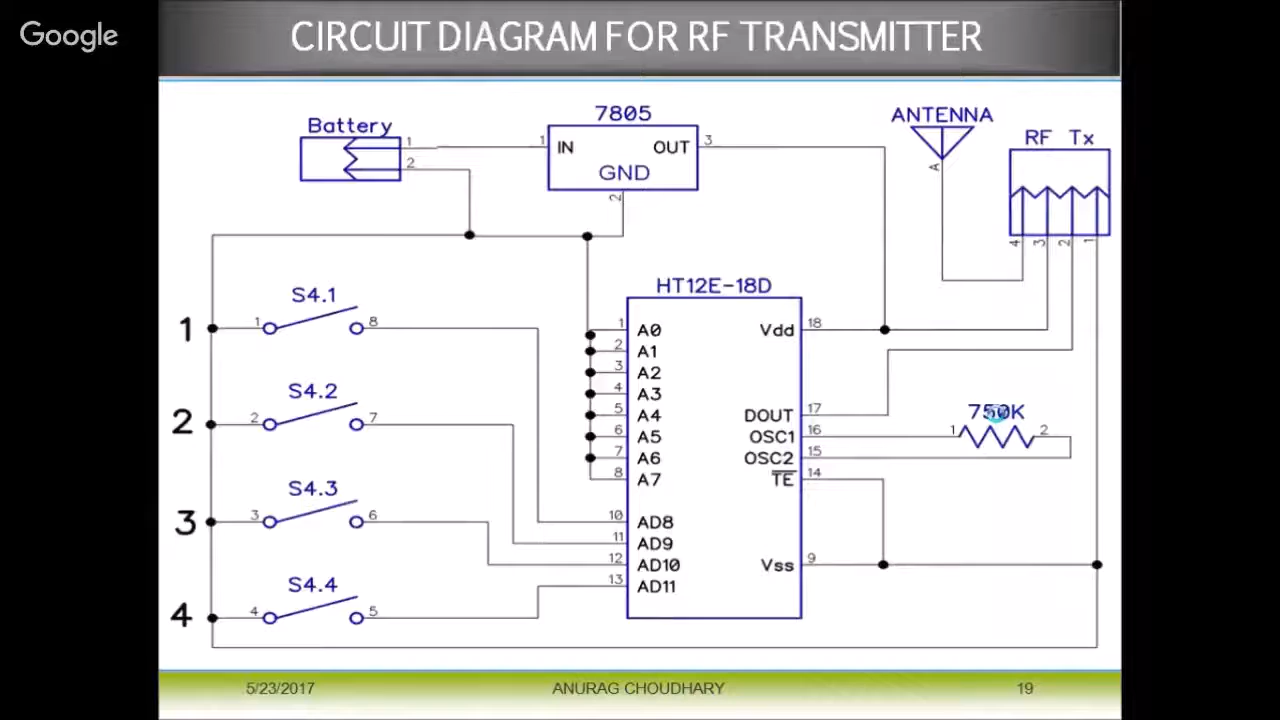 Google
CIRCUIT DIAGRAM FOR RF TRANSMITTER
Battery
1
2
7805
1 IN OUT 3
GND
2
ANTENNA
A
RF Tx
4 3 2 1
HT12E-18D
1 A0 Vdd 18
2 A1
3 A2
4 A3
5 A4 DOUT 17
6 A5 OSC1 16
7 A6 OSC2 15
8 A7 TE 14
10 AD8
11 AD9
12 AD10 Vss 9
13 AD11
750K
1 2
S4.1
1 1 8
S4.2
2 2 7
S4.3
3 3 6
S4.4
4 4 5
5/23/2017 ANURAG CHOUDHARY 19